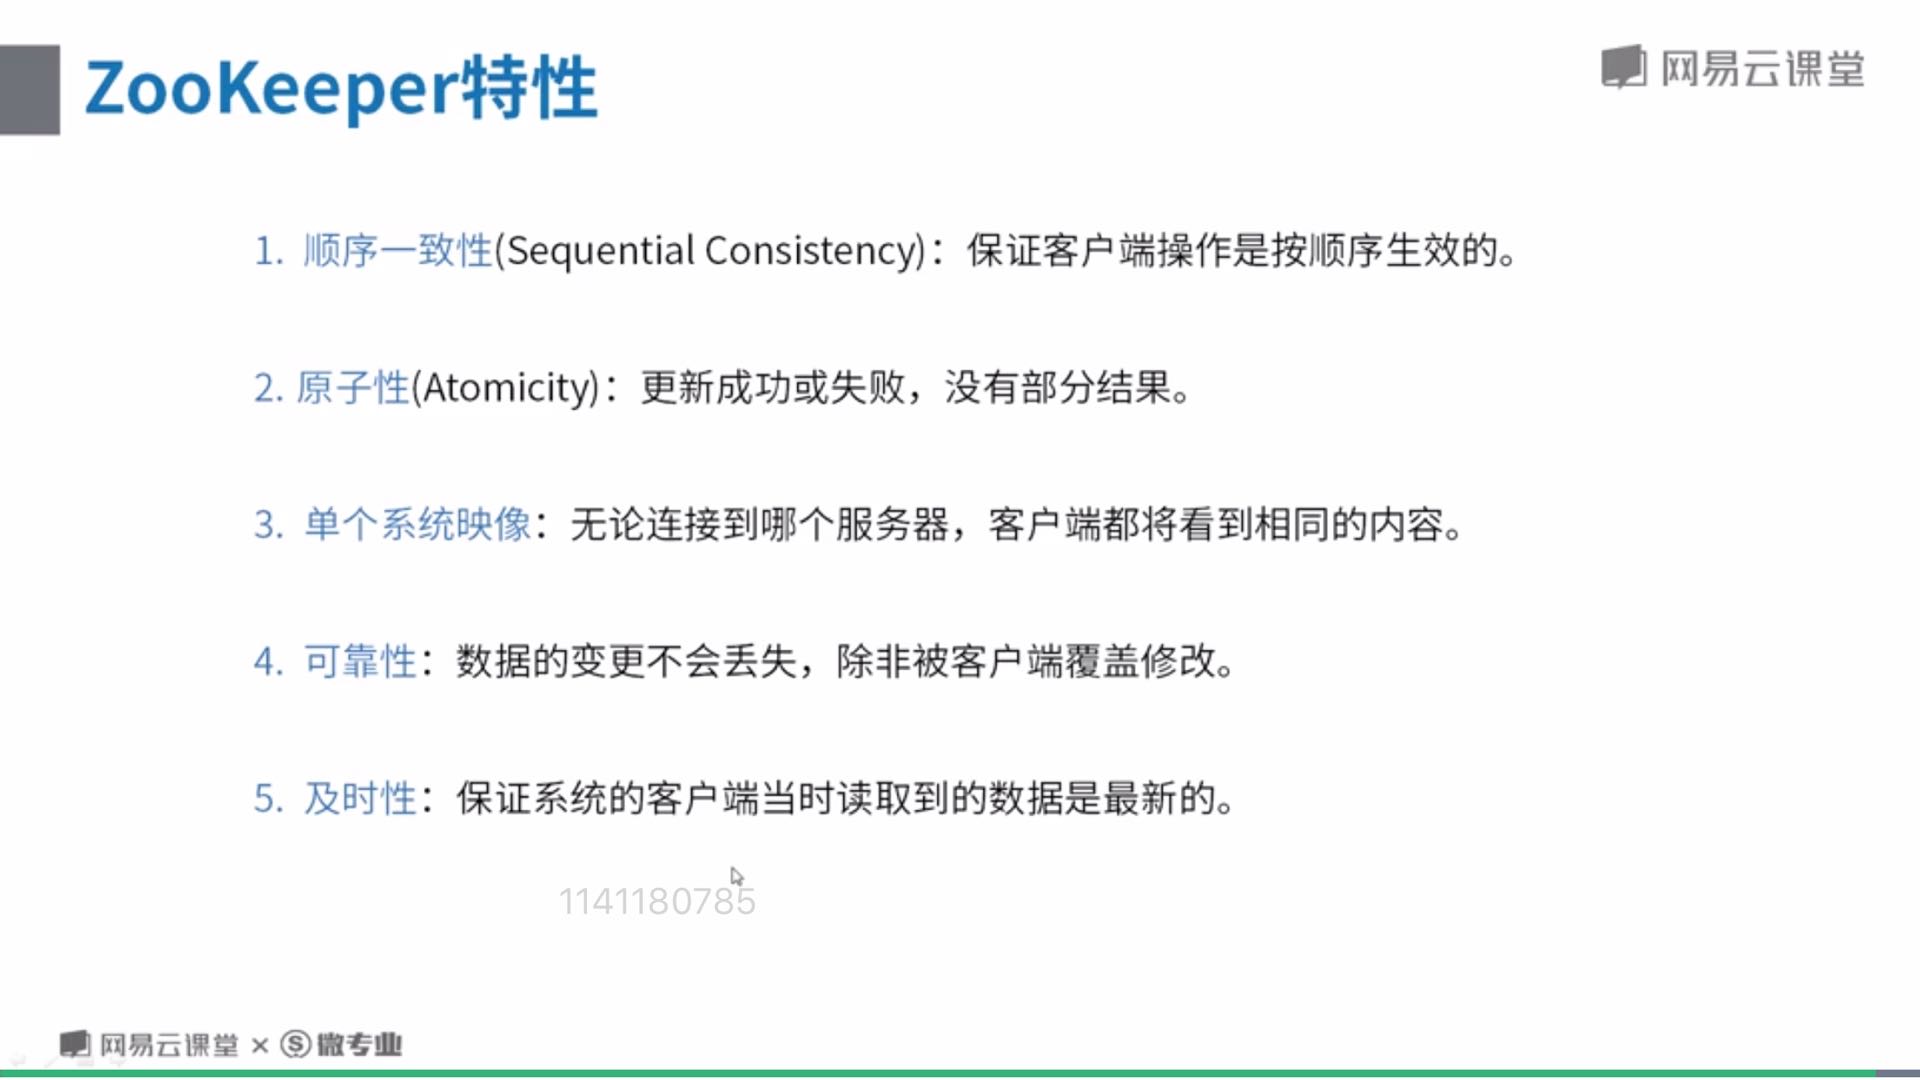 ZooKeeper特性
网易云课堂
1. 顺序一致性(Sequential Consistency)：保证客户端操作是按顺序生效的。
2. 原子性(Atomicity)：更新成功或失败，没有部分结果。
3. 单个系统映像：无论连接到哪个服务器，客户端都将看到相同的内容。
4. 可靠性：数据的变更不会丢失，除非被客户端覆盖修改。
5. 及时性：保证系统的客户端当时读取到的数据是最新的。
1141180785
网易云课堂 × S 微专业